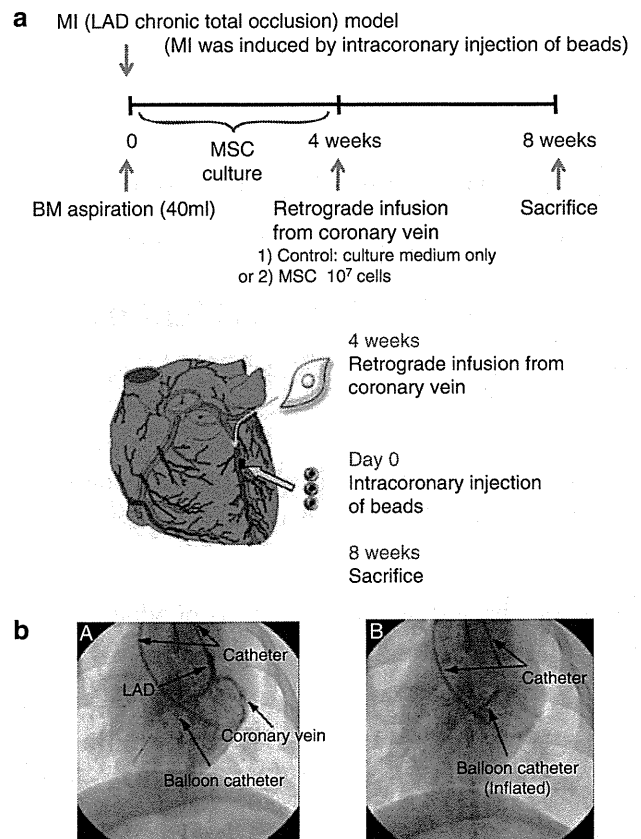 a
MI (LAD chronic total occlusion) model
(MI was induced by intracoronary injection of beads)
0
MSC
culture
4 weeks
8 weeks
BM aspiration (40ml)
Retrograde infusion
from coronary vein
1) Control: culture medium only
or 2) MSC 10⁷ cells
Sacrifice
4 weeks
Retrograde infusion from
coronary vein
Day 0
Intracoronary injection
of beads
8 weeks
Sacrifice
b
A
Catheter
LAD
Coronary vein
Balloon catheter
B
Catheter
Balloon catheter
(Inflated)